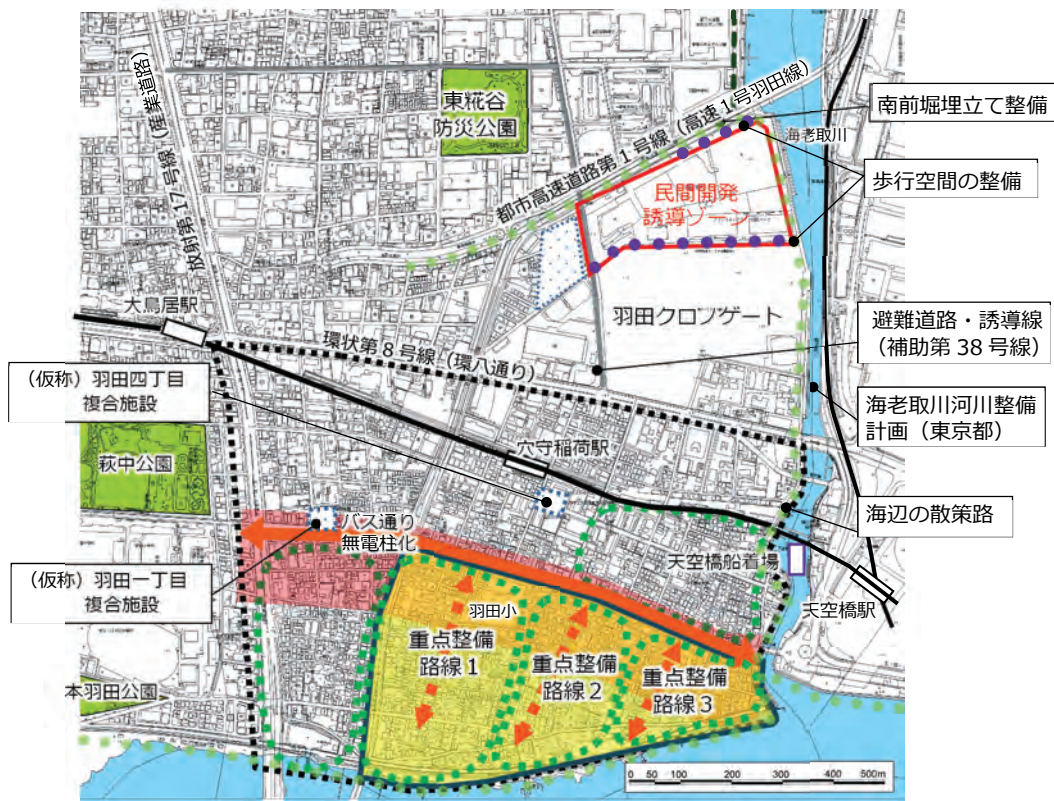 東糀谷
防災公園
放射第17号線（産業道路）
都市高速道路第1号線（高速1号羽田線）
海老取川
南前堀埋立て整備
歩行空間の整備
民間開発
誘導ゾーン
羽田クロノゲート
大鳥居駅
環状第8号線（環八通り）
避難道路・誘導線
（補助第38号線）
（仮称）羽田四丁目
複合施設
海老取川河川整備
計画（東京都）
穴守稲荷駅
萩中公園
海辺の散策路
バス通り
無電柱化
天空橋船着場
（仮称）羽田一丁目
複合施設
天空橋駅
羽田小
重点整備
路線1
重点整備
路線2
重点整備
路線3
本羽田公園
0 50 100 200 300 400 500m